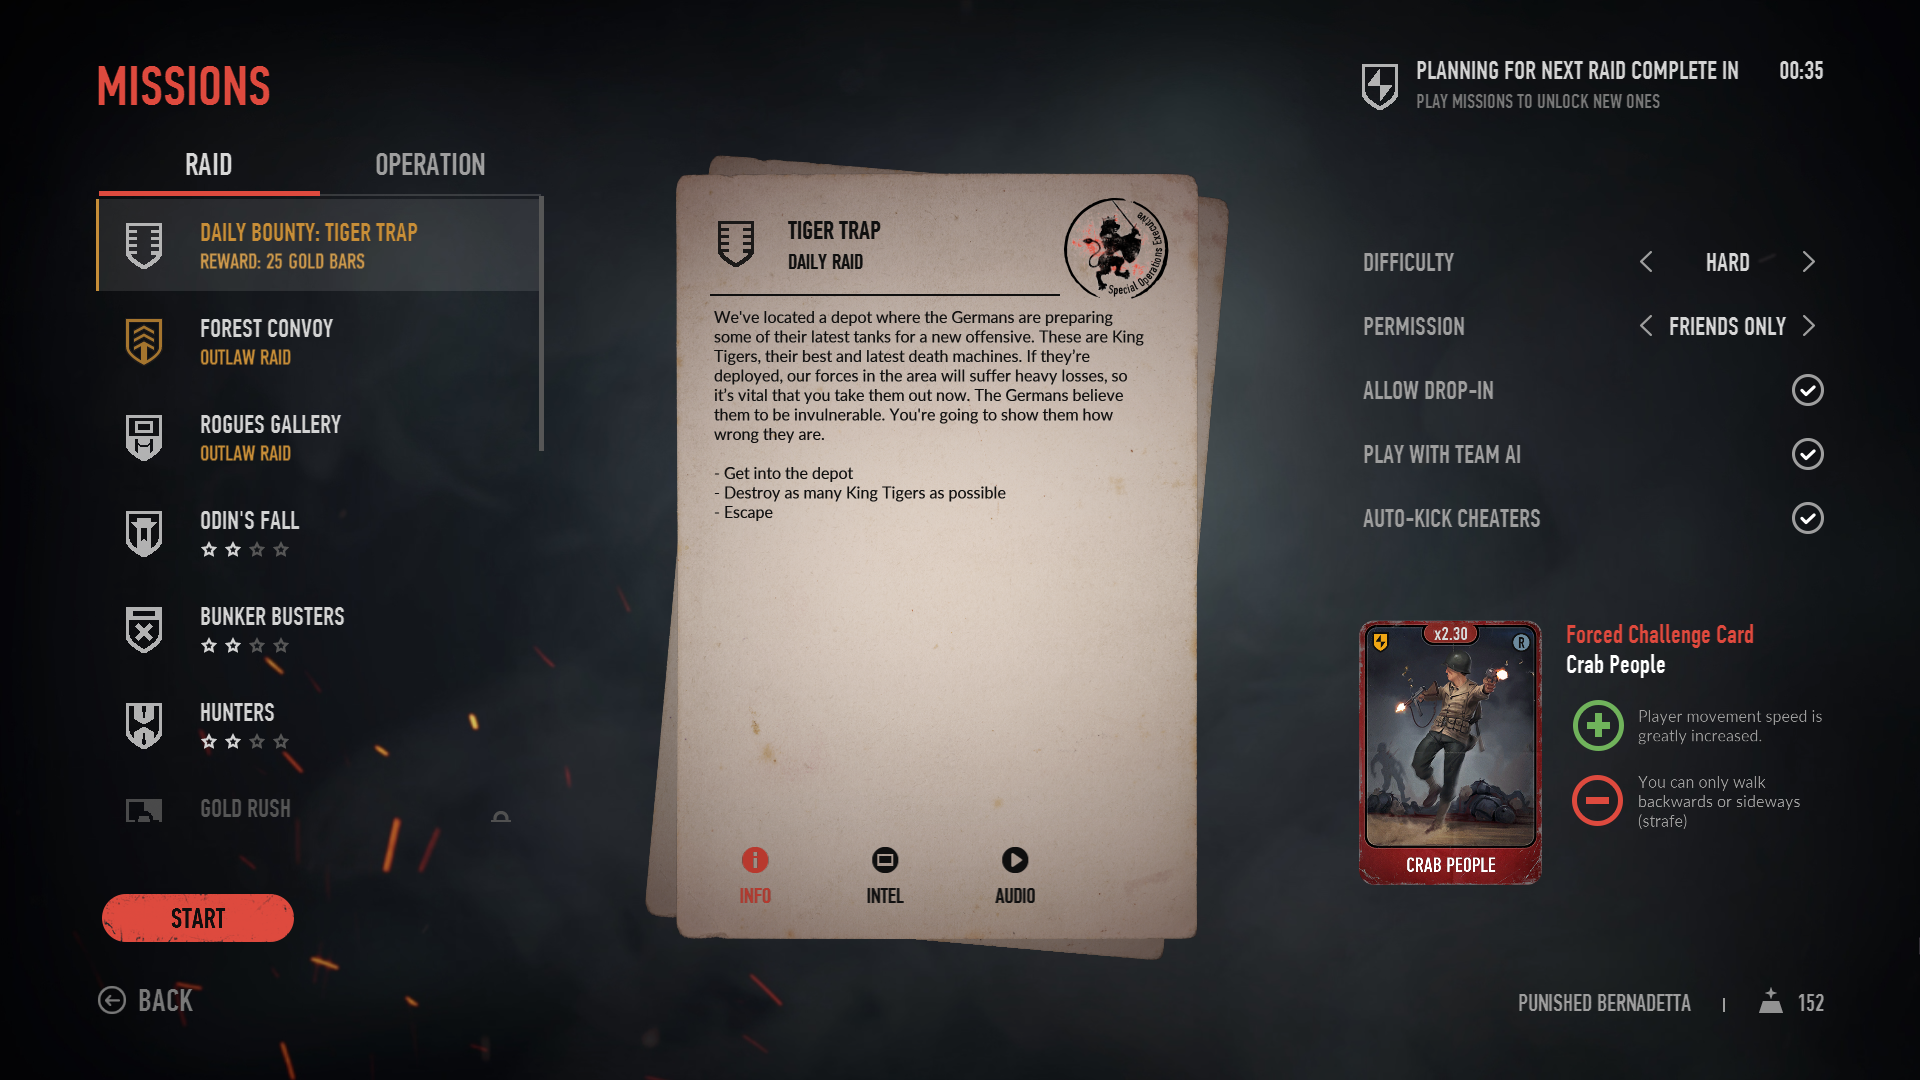 MISSIONS
RAID
OPERATION
DAILY BOUNTY: TIGER TRAP
REWARD: 25 GOLD BARS
FOREST CONVOY
OUTLAW RAID
ROGUES GALLERY
OUTLAW RAID
ODIN'S FALL
BUNKER BUSTERS
HUNTERS
GOLD RUSH
START
BACK
TIGER TRAP
DAILY RAID
Special Operations Executive
We've located a depot where the Germans are preparing
some of their latest tanks for a new offensive. These are King
Tigers, their best and latest death machines. If they're
deployed, our forces in the area will suffer heavy losses, so
it's vital that you take them out now. The Germans believe
them to be invulnerable. You're going to show them how
wrong they are.
- Get into the depot
- Destroy as many King Tigers as possible
- Escape
INFO
INTEL
AUDIO
PLANNING FOR NEXT RAID COMPLETE IN 00:35
PLAY MISSIONS TO UNLOCK NEW ONES
DIFFICULTY HARD
PERMISSION FRIENDS ONLY
ALLOW DROP-IN
PLAY WITH TEAM AI
AUTO-KICK CHEATERS
x2.30
R
CRAB PEOPLE
Forced Challenge Card
Crab People
Player movement speed is
greatly increased.
You can only walk
backwards or sideways
(strafe)
PUNISHED BERNADETTA | 152